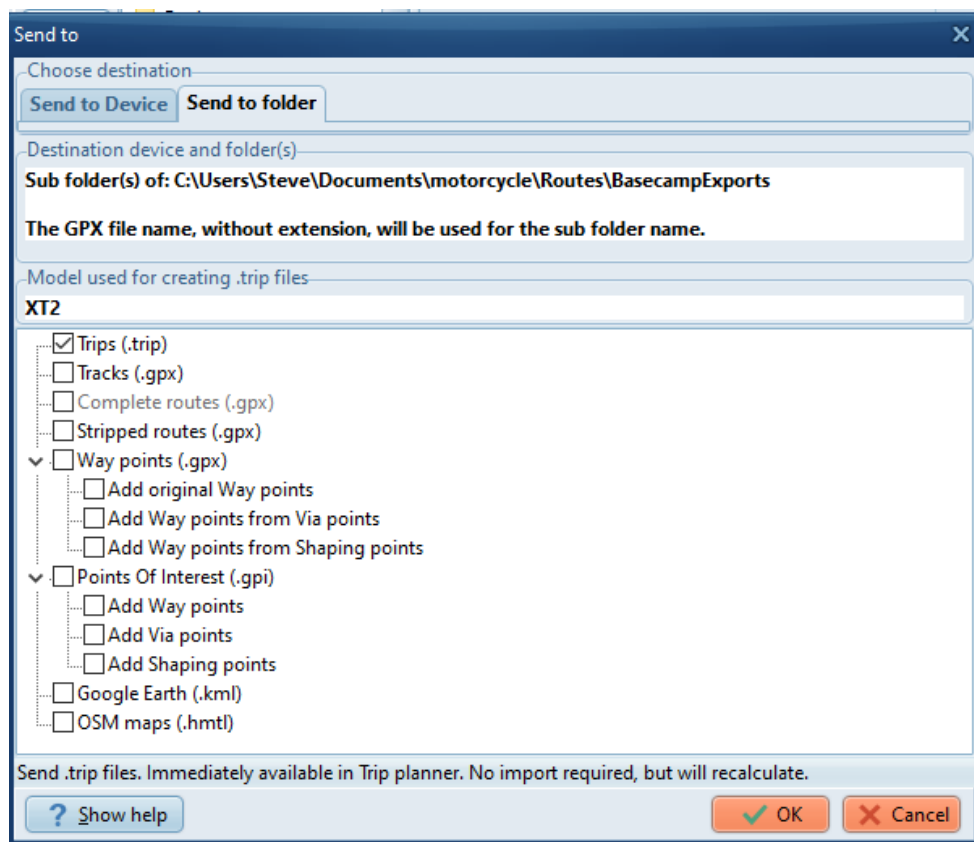 Send to
Choose destination
Send to Device
Send to folder
Destination device and folder(s)
Sub folder(s) of: C:\Users\Steve\Documents\motorcycle\Routes\BasecampExports
The GPX file name, without extension, will be used for the sub folder name.
Model used for creating .trip files
XT2
Trips (.trip)
Tracks (.gpx)
Complete routes (.gpx)
Stripped routes (.gpx)
Way points (.gpx)
Add original Way points
Add Way points from Via points
Add Way points from Shaping points
Points Of Interest (.gpi)
Add Way points
Add Via points
Add Shaping points
Google Earth (.kml)
OSM maps (.hmtl)
Send .trip files. Immediately available in Trip planner. No import required, but will recalculate.
? Show help
OK
Cancel